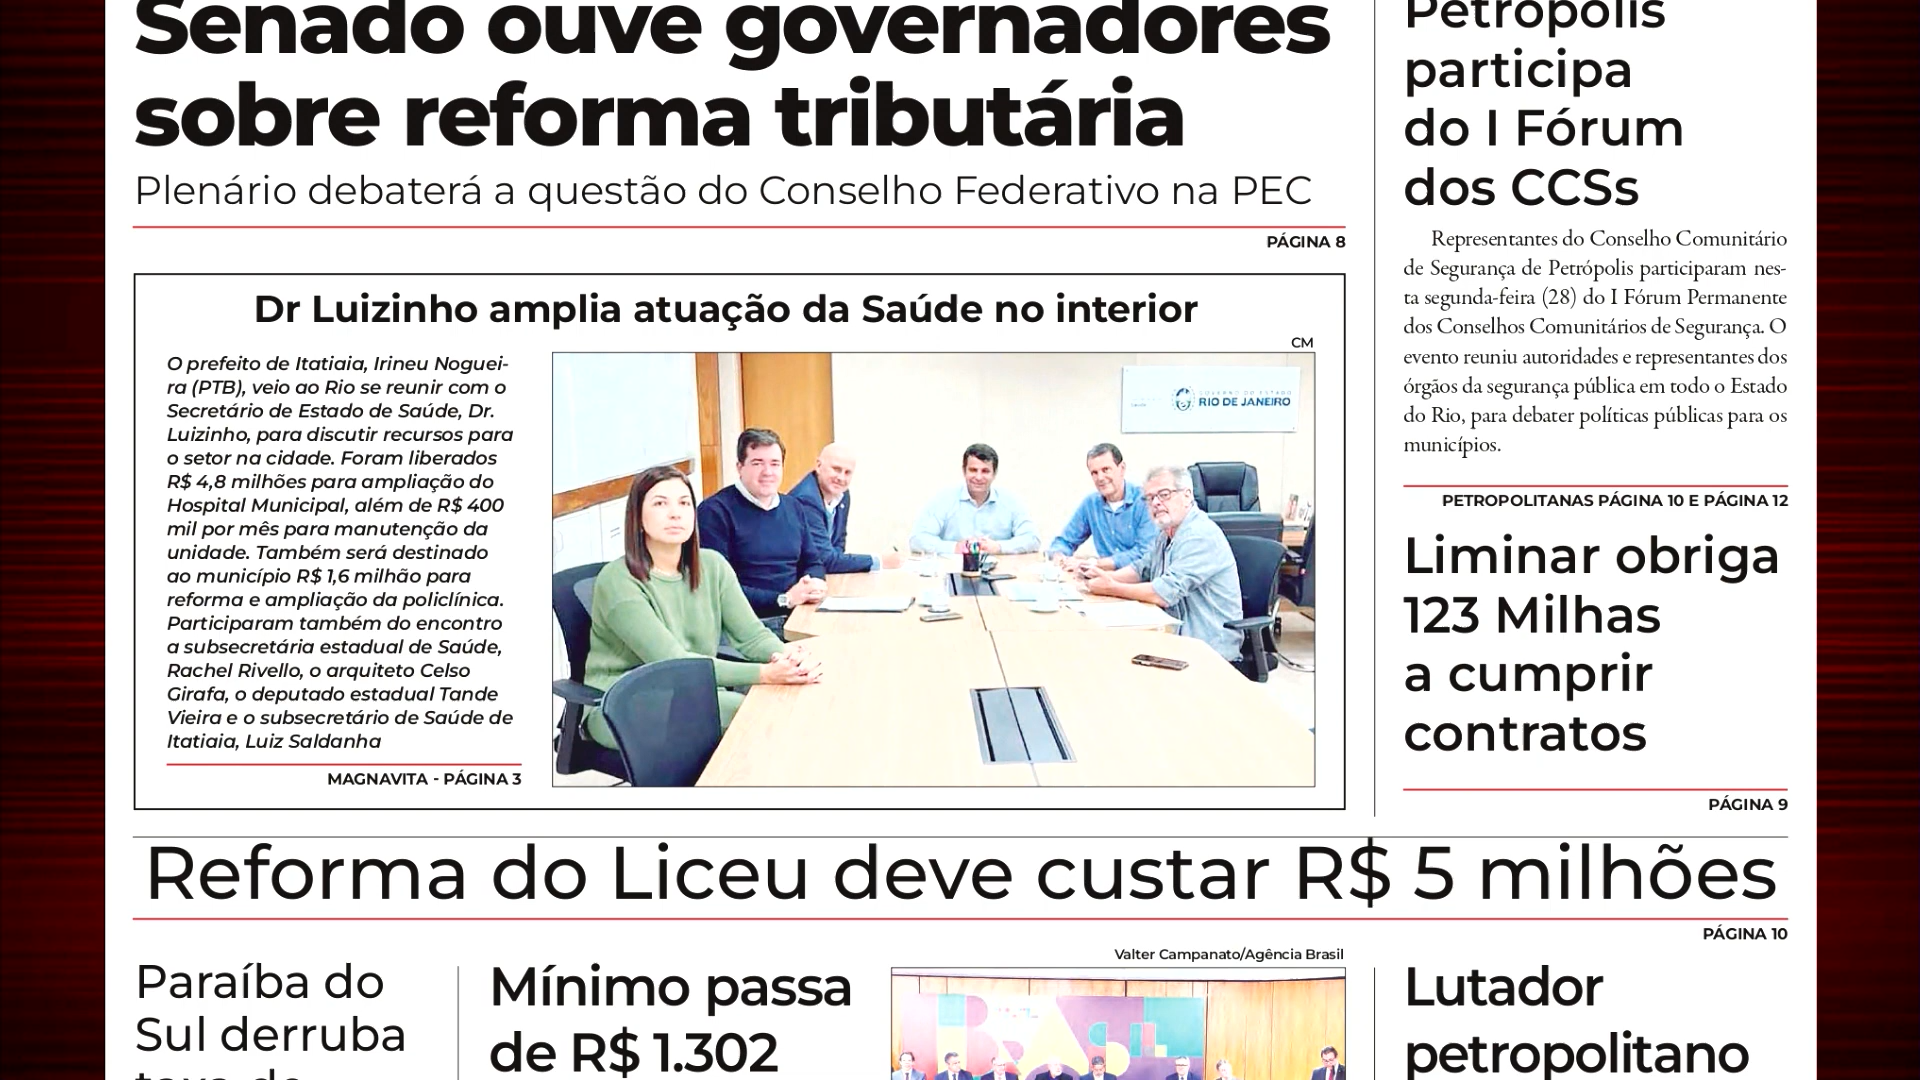 Senado ouve governadores
sobre reforma tributária
Plenário debaterá a questão do Conselho Federativo na PEC
PÁGINA 8
Dr Luizinho amplia atuação da Saúde no interior
CM
O prefeito de Itatiaia, Irineu Noguei-
ra (PTB), veio ao Rio se reunir com o
Secretário de Estado de Saúde, Dr.
Luizinho, para discutir recursos para
o setor na cidade. Foram liberados
R$ 4,8 milhões para ampliação do
Hospital Municipal, além de R$ 400
mil por mês para manutenção da
unidade. Também será destinado
ao município R$ 1,6 milhão para
reforma e ampliação da policlínica.
Participaram também do encontro
a subsecretária estadual de Saúde,
Rachel Rivello, o arquiteto Celso
Girafa, o deputado estadual Tande
Vieira e o subsecretário de Saúde de
Itatiaia, Luiz Saldanha
MAGNAVITA - PÁGINA 3
GOVERNO DO ESTADO
RIO DE JANEIRO
Petrópolis
participa
do I Fórum
dos CCSs
Representantes do Conselho Comunitário
de Segurança de Petrópolis participaram nes-
ta segunda-feira (28) do I Fórum Permanente
dos Conselhos Comunitários de Segurança. O
evento reuniu autoridades e representantes dos
órgãos da segurança pública em todo o Estado
do Rio, para debater políticas públicas para os
municípios.
PETROPOLITANAS PÁGINA 10 E PÁGINA 12
Liminar obriga
123 Milhas
a cumprir
contratos
PÁGINA 9
Reforma do Liceu deve custar R$ 5 milhões
PÁGINA 10
Paraíba do
Sul derruba
taxa de
Mínimo passa
de R$ 1.302
Valter Campanato/Agência Brasil
BRASIL
Lutador
petropolitano